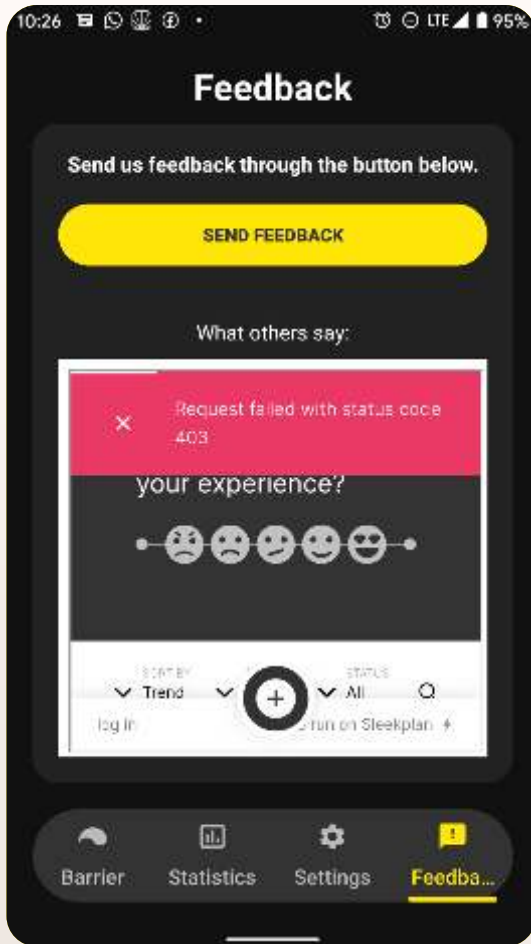 10:26
LTE 95%
Feedback
Send us feedback through the button below.
SEND FEEDBACK
What others say:
Request failed with status code
403
your experience?
SORT BY
STATUS
Trend
All
log in
run on Sleekplan
Barrier
Statistics
Settings
Feedba...